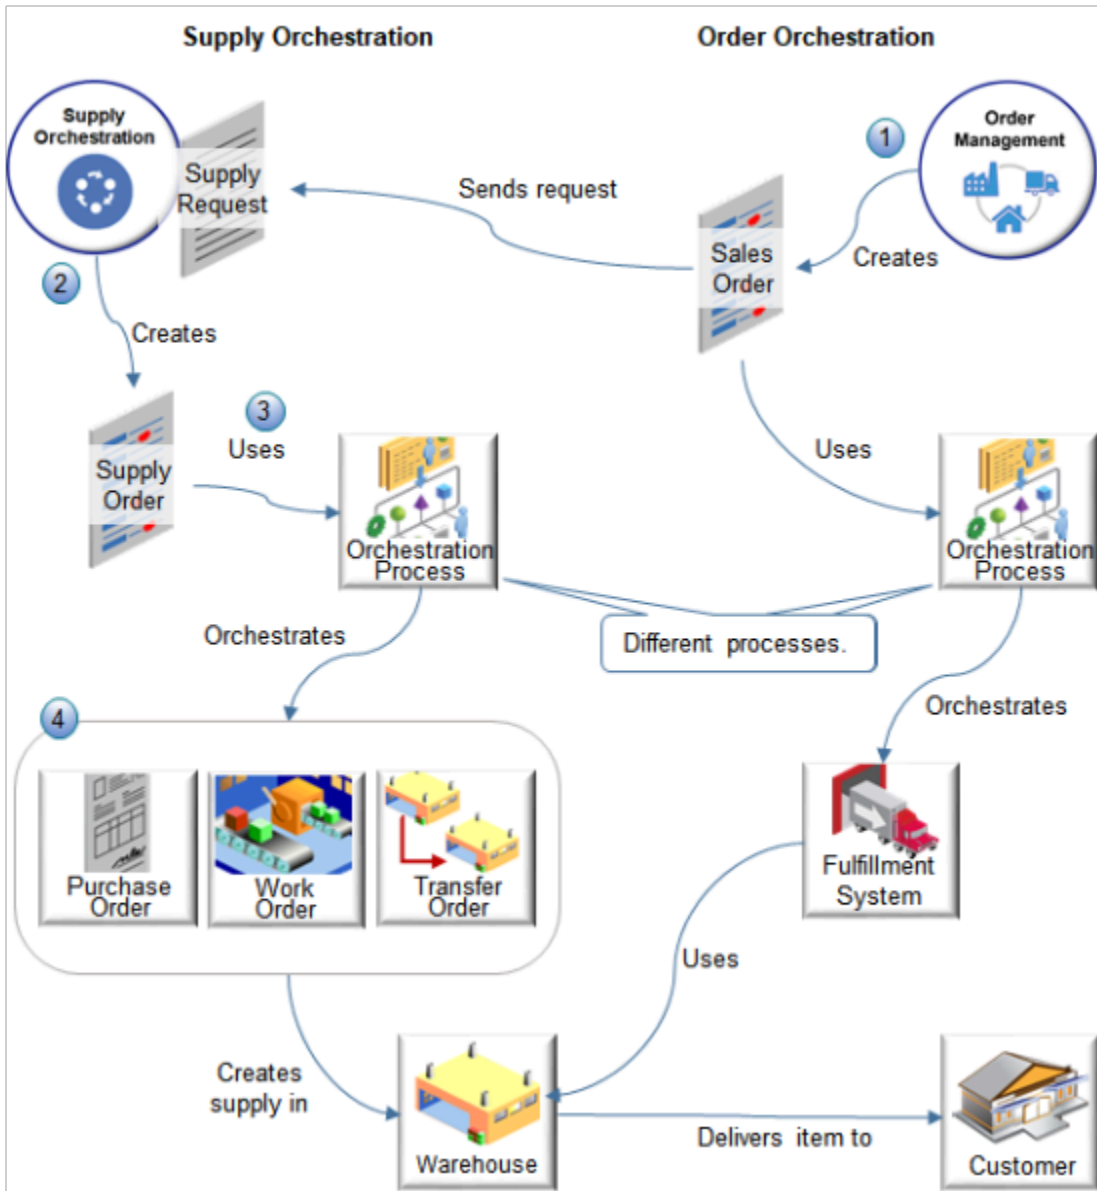 Supply Orchestration
Order Orchestration
Supply
Orchestration
Supply
Request
Sends request
1
Order
Management
Sales
Order
Creates
2
Creates
3
Uses
Supply
Order
Orchestration
Process
Uses
Orchestration
Process
Different processes.
Orchestrates
Orchestrates
4
Purchase
Order
Work
Order
Transfer
Order
Fulfillment
System
Uses
Creates
supply in
Warehouse
Delivers item to
Customer